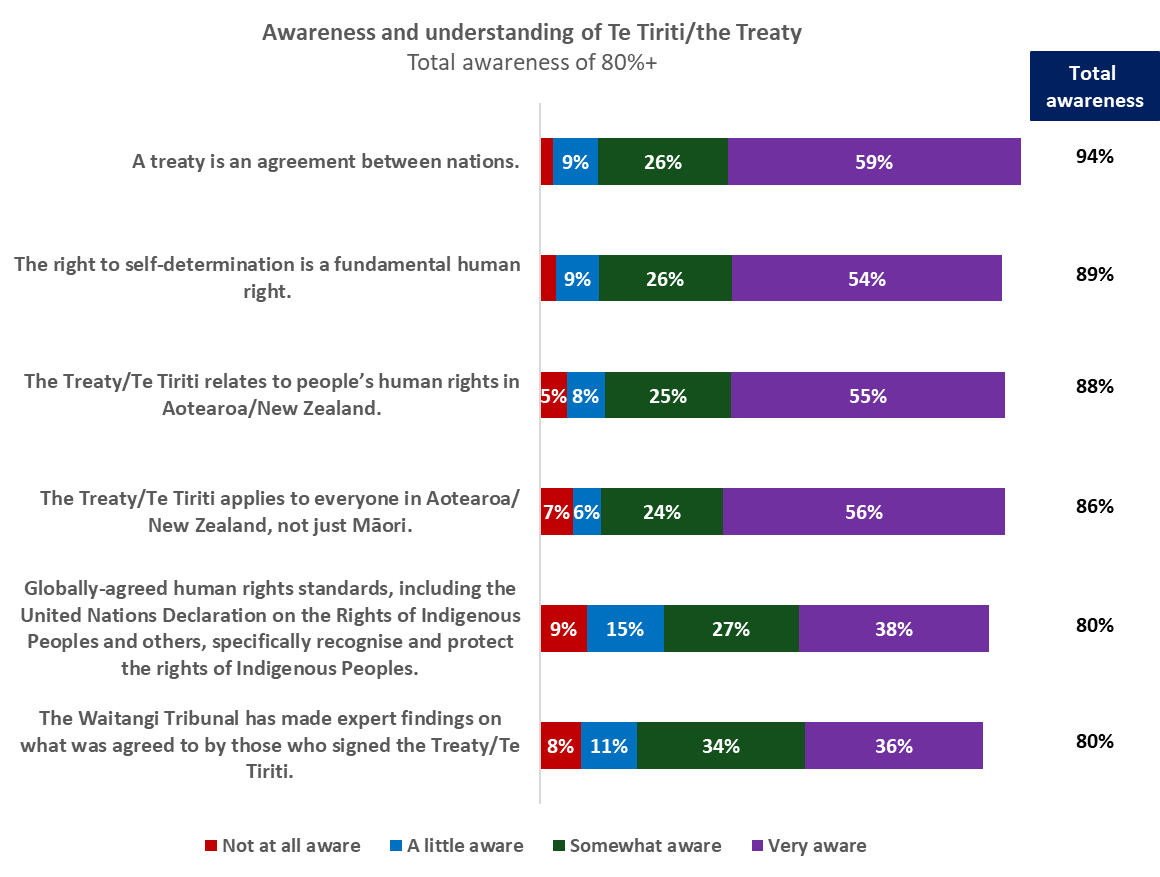 Awareness and understanding of Te Tiriti/the Treaty
Total awareness of 80%+
Total
awareness
A treaty is an agreement between nations.
9% 26% 59% 94%
The right to self-determination is a fundamental human
right.
9% 26% 54% 89%
The Treaty/Te Tiriti relates to people’s human rights in
Aotearoa/New Zealand.
5% 8% 25% 55% 88%
The Treaty/Te Tiriti applies to everyone in Aotearoa/
New Zealand, not just Māori.
7% 6% 24% 56% 86%
Globally-agreed human rights standards, including the
United Nations Declaration on the Rights of Indigenous
Peoples and others, specifically recognise and protect
the rights of Indigenous Peoples.
9% 15% 27% 38% 80%
The Waitangi Tribunal has made expert findings on
what was agreed to by those who signed the Treaty/Te
Tiriti.
8% 11% 34% 36% 80%
Not at all aware A little aware Somewhat aware Very aware